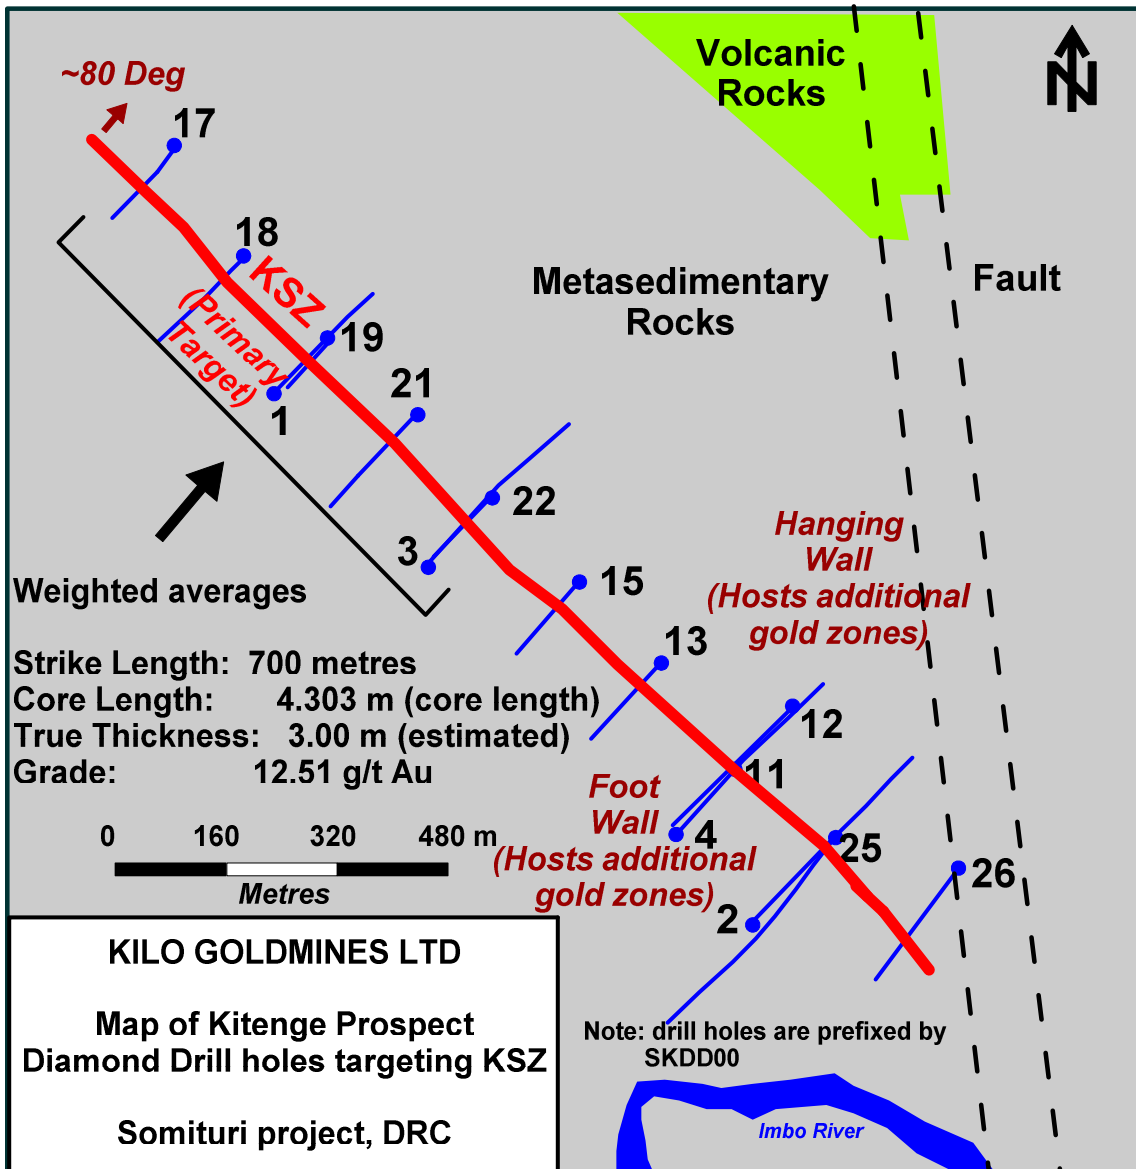 Volcanic
Rocks
N
~80 Deg
17
18
KSZ
(Primary
Target)
19
1
21
Metasedimentary
Rocks
Fault
22
3
Hanging
Wall
(Hosts additional
gold zones)
15
13
12
11
Foot
Wall
(Hosts additional
gold zones)
4
25
26
2
Weighted averages
Strike Length: 700 metres
Core Length: 4.303 m (core length)
True Thickness: 3.00 m (estimated)
Grade: 12.51 g/t Au
0 160 320 480 m
Metres
KILO GOLDMINES LTD
Map of Kitenge Prospect
Diamond Drill holes targeting KSZ
Somituri project, DRC
Note: drill holes are prefixed by
SKDD00
Imbo River